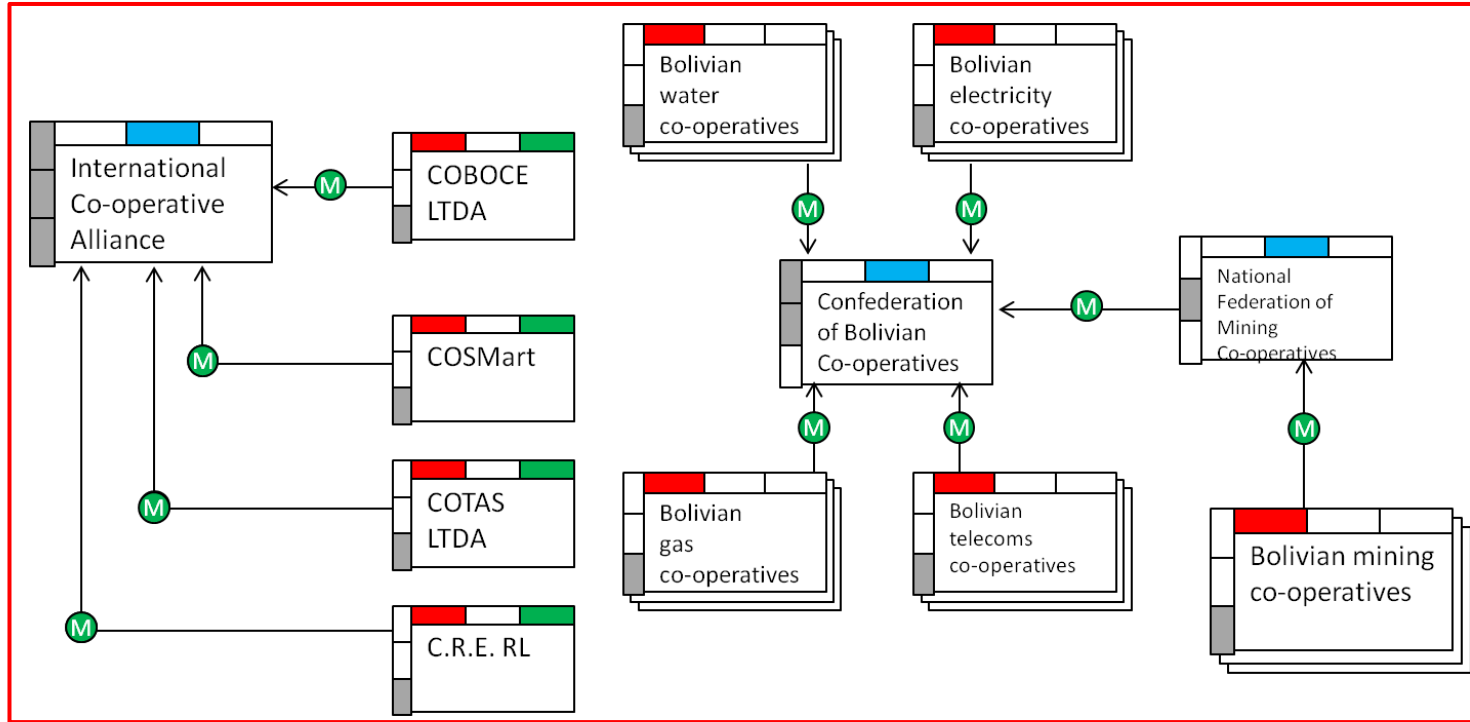 International
Co-operative
Alliance
M
COBOCE
LTDA
M
COSMart
M
COTAS
LTDA
M
C.R.E. RL
Bolivian
water
co-operatives
Bolivian
electricity
co-operatives
M
M
Confederation
of Bolivian
Co-operatives
M
National
Federation of
Mining
Co-operatives
M
M
M
Bolivian
gas
co-operatives
Bolivian
telecoms
co-operatives
Bolivian mining
co-operatives